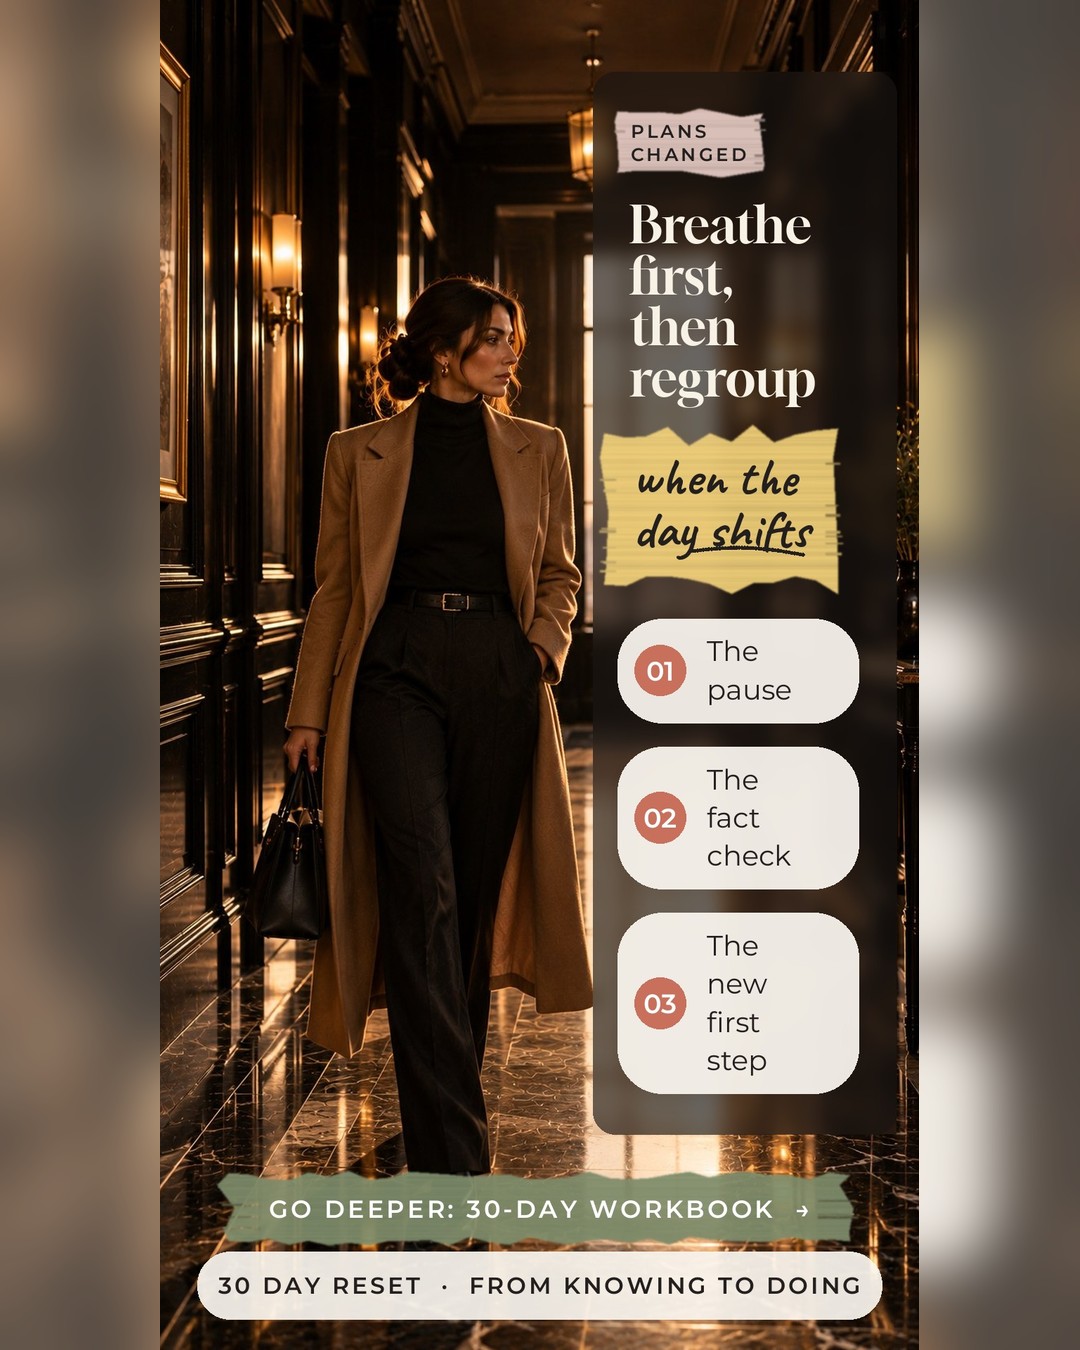 PLANS
CHANGED
Breathe
first,
then
regroup
when the
day shifts
01
The
pause
02
The
fact
check
03
The
new
first
step
GO DEEPER: 30-DAY WORKBOOK →
30 DAY RESET · FROM KNOWING TO DOING